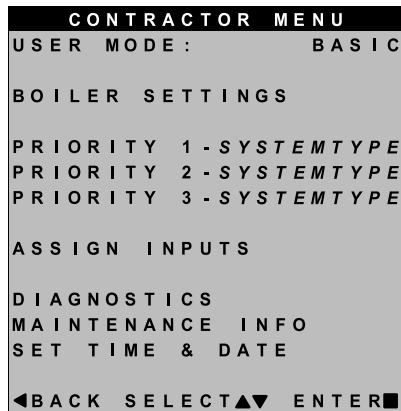 CONTRACTOR MENU
USER MODE: BASIC
BOILER SETTINGS
PRIORITY 1-SYSTEMTYPE
PRIORITY 2-SYSTEMTYPE
PRIORITY 3-SYSTEMTYPE
ASSIGN INPUTS
DIAGNOSTICS
MAINTENANCE INFO
SET TIME & DATE
◀BACK SELECT▲▼ ENTER■